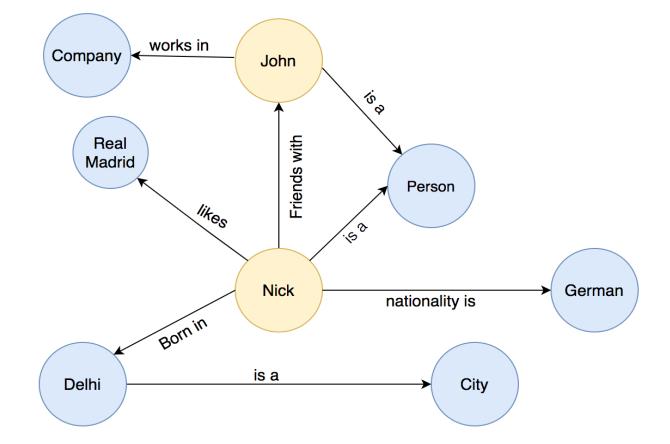 Company
works in
John
is a
Real
Madrid
Friends with
Person
likes
is a
Nick
nationality is
German
Born in
Delhi
is a
City